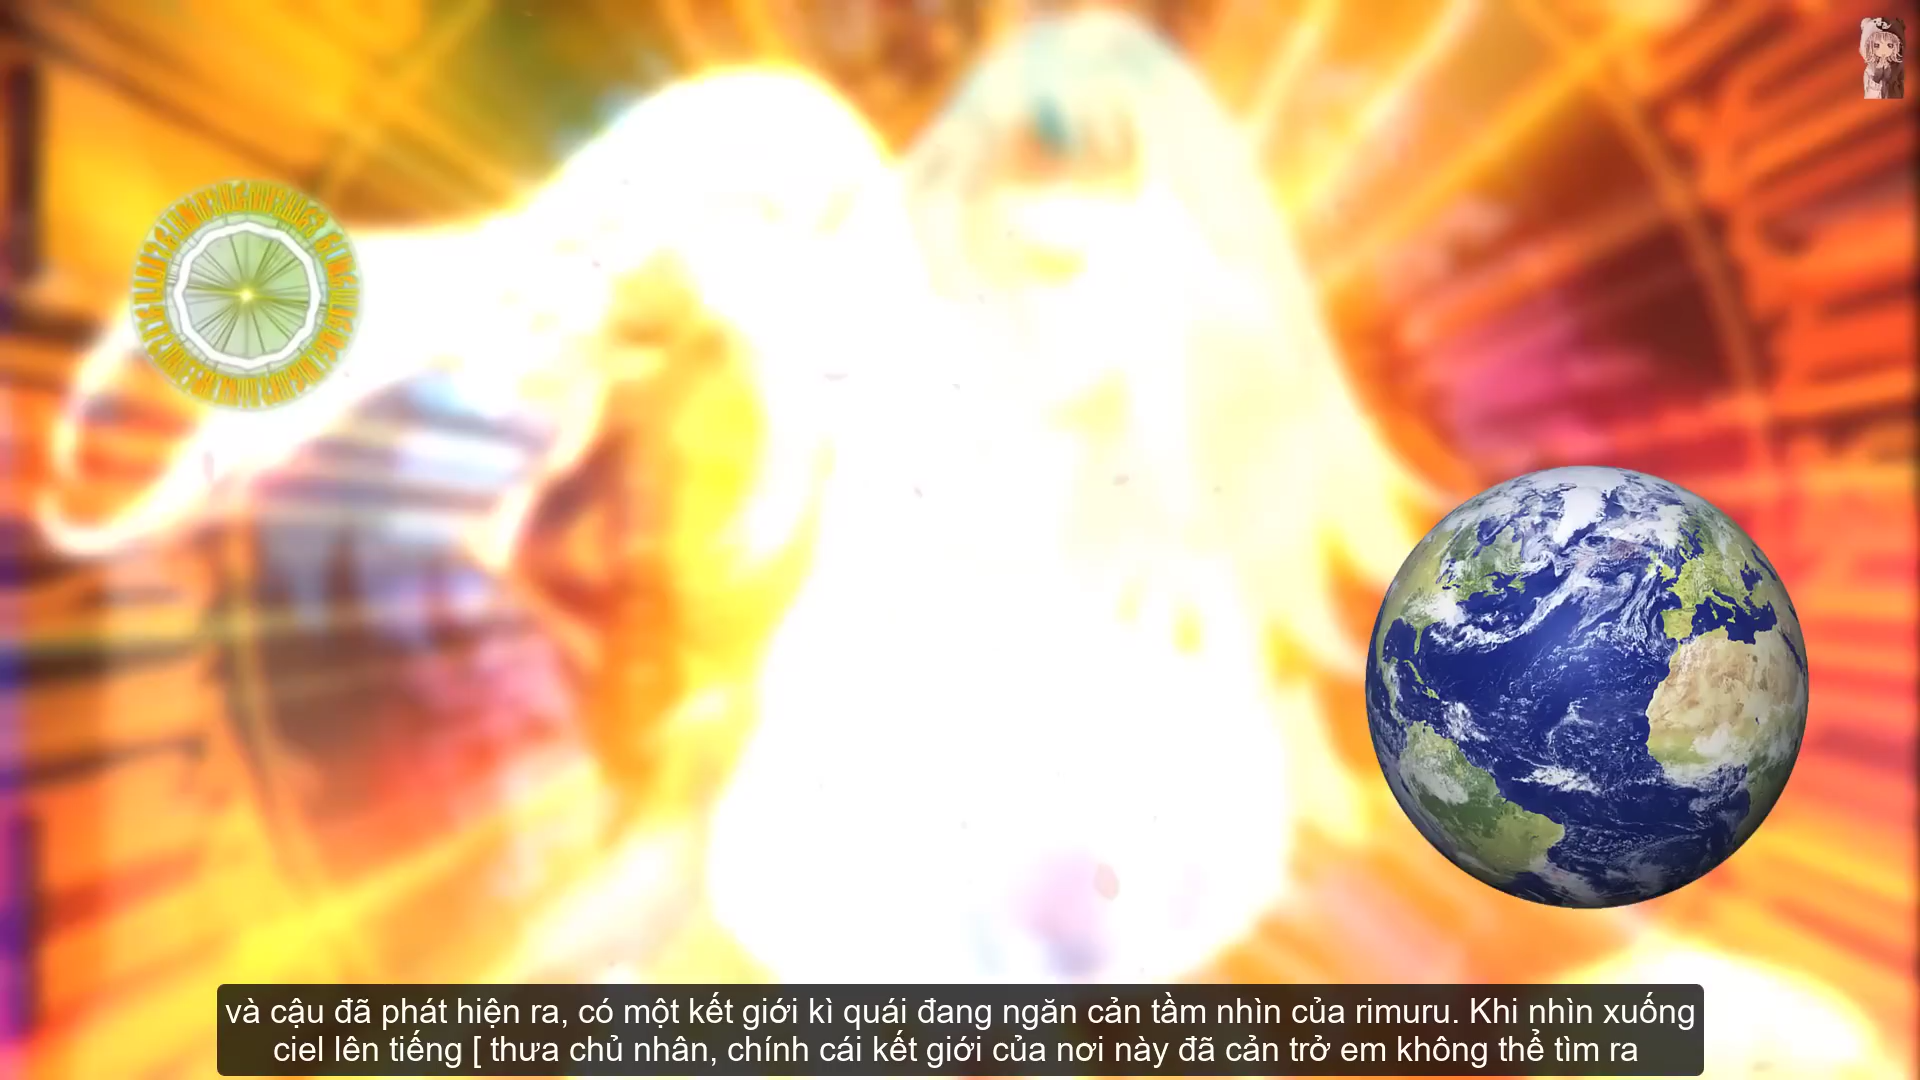 và cậu đã phát hiện ra, có một kết giới kì quái đang ngăn cản tầm nhìn của rimuru. Khi nhìn xuống
ciel lên tiếng [ thưa chủ nhân, chính cái kết giới của nơi này đã cản trở em không thể tìm ra